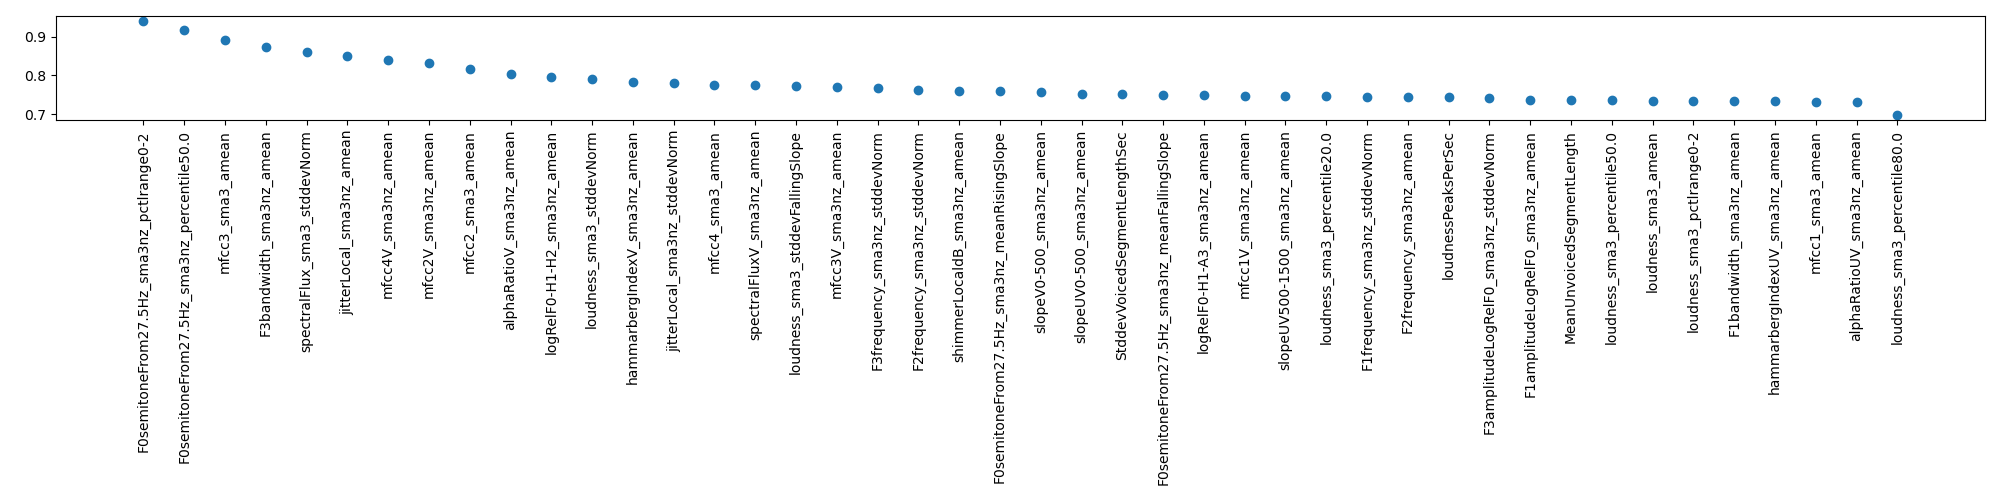 0.9
0.8
0.7
F0semitoneFrom27.5Hz_sma3nz_pctlrange0-2
F0semitoneFrom27.5Hz_sma3nz_percentile50.0
mfcc3_sma3_amean
F3bandwidth_sma3nz_amean
spectralFlux_sma3_stddevNorm
jitterLocal_sma3nz_amean
mfcc4V_sma3nz_amean
mfcc2V_sma3nz_amean
mfcc2_sma3_amean
alphaRatioV_sma3nz_amean
logRelF0-H1-H2_sma3nz_amean
loudness_sma3_stddevNorm
hammarbergIndexV_sma3nz_amean
jitterLocal_sma3nz_stddevNorm
mfcc4_sma3_amean
spectralFluxV_sma3nz_amean
loudness_sma3_stddevFallingSlope
mfcc3V_sma3nz_amean
F3frequency_sma3nz_stddevNorm
F2frequency_sma3nz_stddevNorm
shimmerLocaldB_sma3nz_amean
F0semitoneFrom27.5Hz_sma3nz_meanRisingSlope
slopeV0-500_sma3nz_amean
slopeUV0-500_sma3nz_amean
StddevVoicedSegmentLengthSec
F0semitoneFrom27.5Hz_sma3nz_meanFallingSlope
logRelF0-H1-A3_sma3nz_amean
mfcc1V_sma3nz_amean
slopeUV500-1500_sma3nz_amean
loudness_sma3_percentile20.0
F1frequency_sma3nz_stddevNorm
F2frequency_sma3nz_amean
loudnessPeaksPerSec
F3amplitudeLogRelF0_sma3nz_stddevNorm
F1amplitudeLogRelF0_sma3nz_amean
MeanUnvoicedSegmentLength
loudness_sma3_percentile50.0
loudness_sma3_amean
loudness_sma3_pctlrange0-2
F1bandwidth_sma3nz_amean
hammarbergIndexUV_sma3nz_amean
mfcc1_sma3_amean
alphaRatioUV_sma3nz_amean
loudness_sma3_percentile80.0